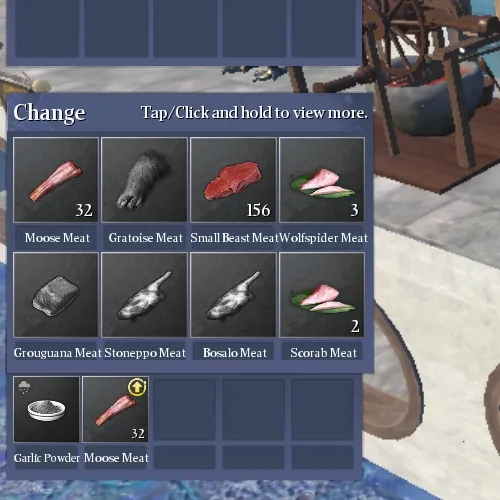 Change Tap/Click and hold to view more.
32 156 3
Moose Meat Gratoise Meat Small Beast Meat Wolfspider Meat
2
Grouguana Meat Stoneppo Meat Bosalo Meat Scorab Meat
32
Garlic Powder Moose Meat